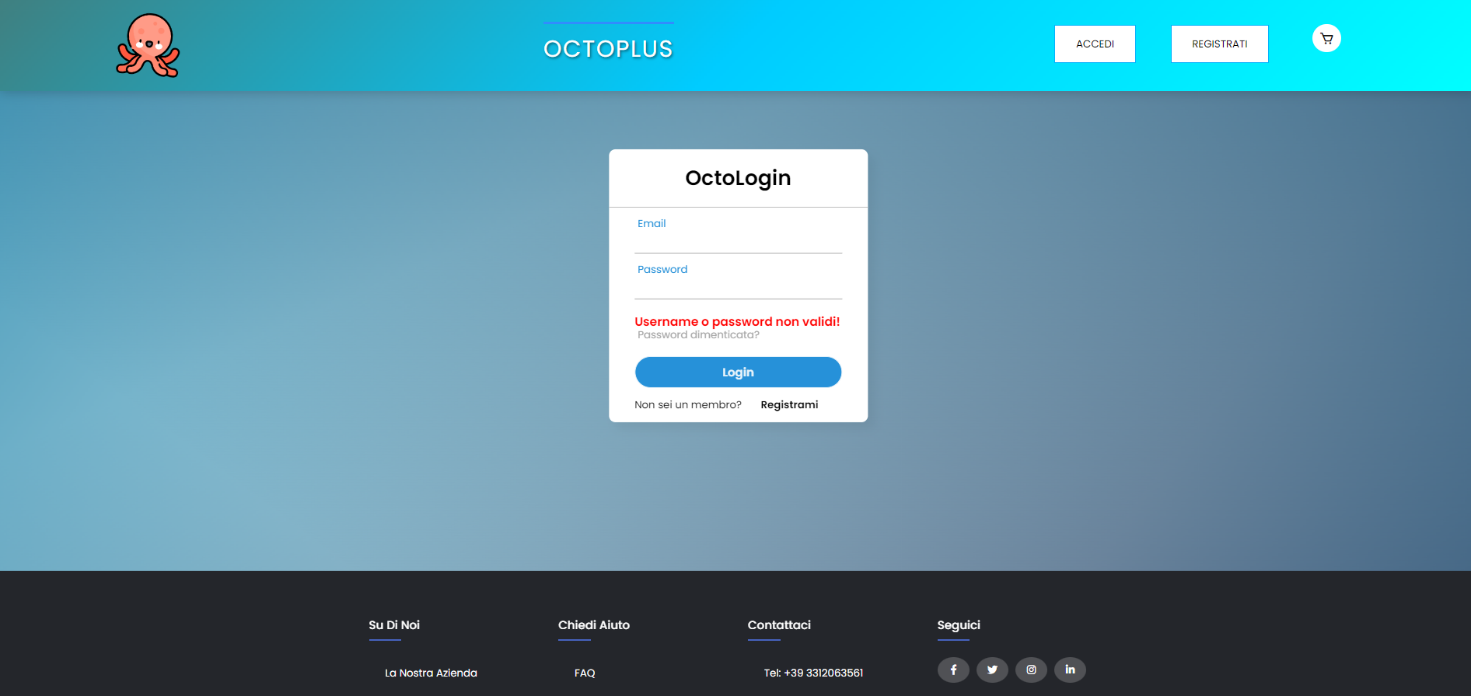 OCTOPLUS
ACCEDI
REGISTRATI
OctoLogin
Email
Password
Username o password non validi!
Password dimenticata?
Login
Non sei un membro? Registrami
Su Di Noi
Chiedi Aiuto
Contattaci
Seguici
La Nostra Azienda
FAQ
Tel: +39 3312063561